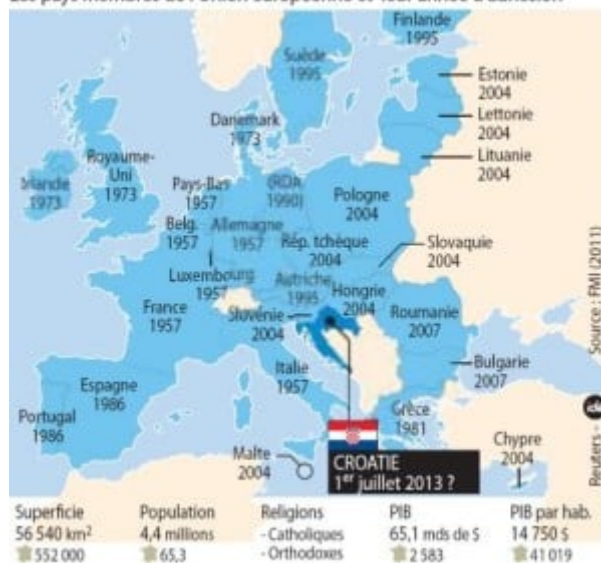 Les pays membres de l'Union européenne et leur année d'adhésion
Finlande
1995
Suède
1995
Estonie
2004
Lettonie
2004
Lituanie
2004
Danemark
1973
Royaume-
Uni
1973
Irlande
1973
Pays-Bas
1957
(RDA
1990)
Pologne
2004
Belg.
1957
Allemagne
1957
Rép. tchèque
2004
Slovaquie
2004
Luxembourg
1957
Autriche
1995
Hongrie
2004
France
1957
Slovénie
2004
Roumanie
2007
Italie
1957
Bulgarie
2007
Espagne
1986
Portugal
1986
Grèce
1981
Malte
2004
Chypre
2004
CROATIE
1er juillet 2013 ?
Source : FMI (2011)
Reuters -
Superficie
56 540 km²
552 000
Population
4,4 millions
65,3
Religions
- Catholiques
- Orthodoxes
PIB
65,1 mds de $
2 583
PIB par hab.
14 750 $
41 019